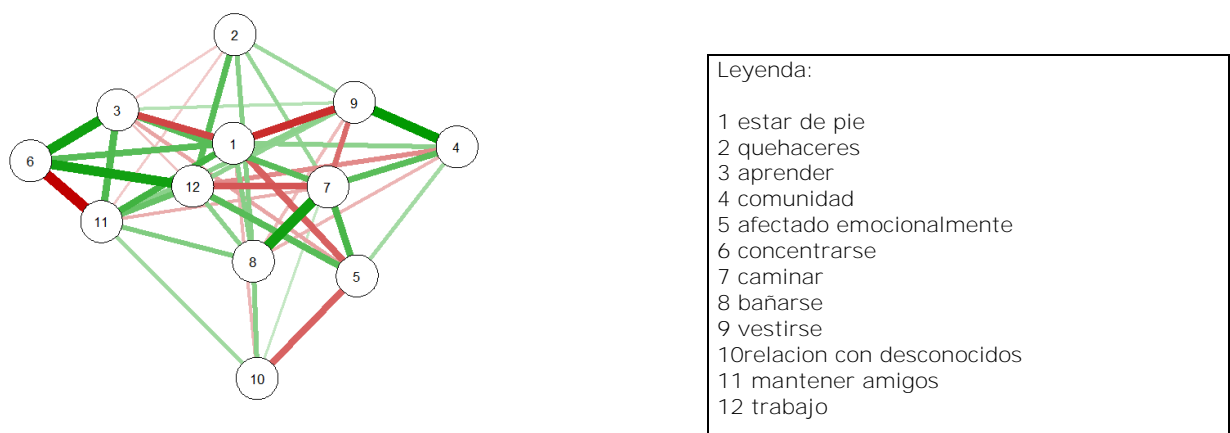 2
3
9
1
4
6
12
7
11
8
5
10
Leyenda:
1 estar de pie
2 quehaceres
3 aprender
4 comunidad
5 afectado emocionalmente
6 concentrarse
7 caminar
8 bañarse
9 vestirse
10relacion con desconocidos
11 mantener amigos
12 trabajo